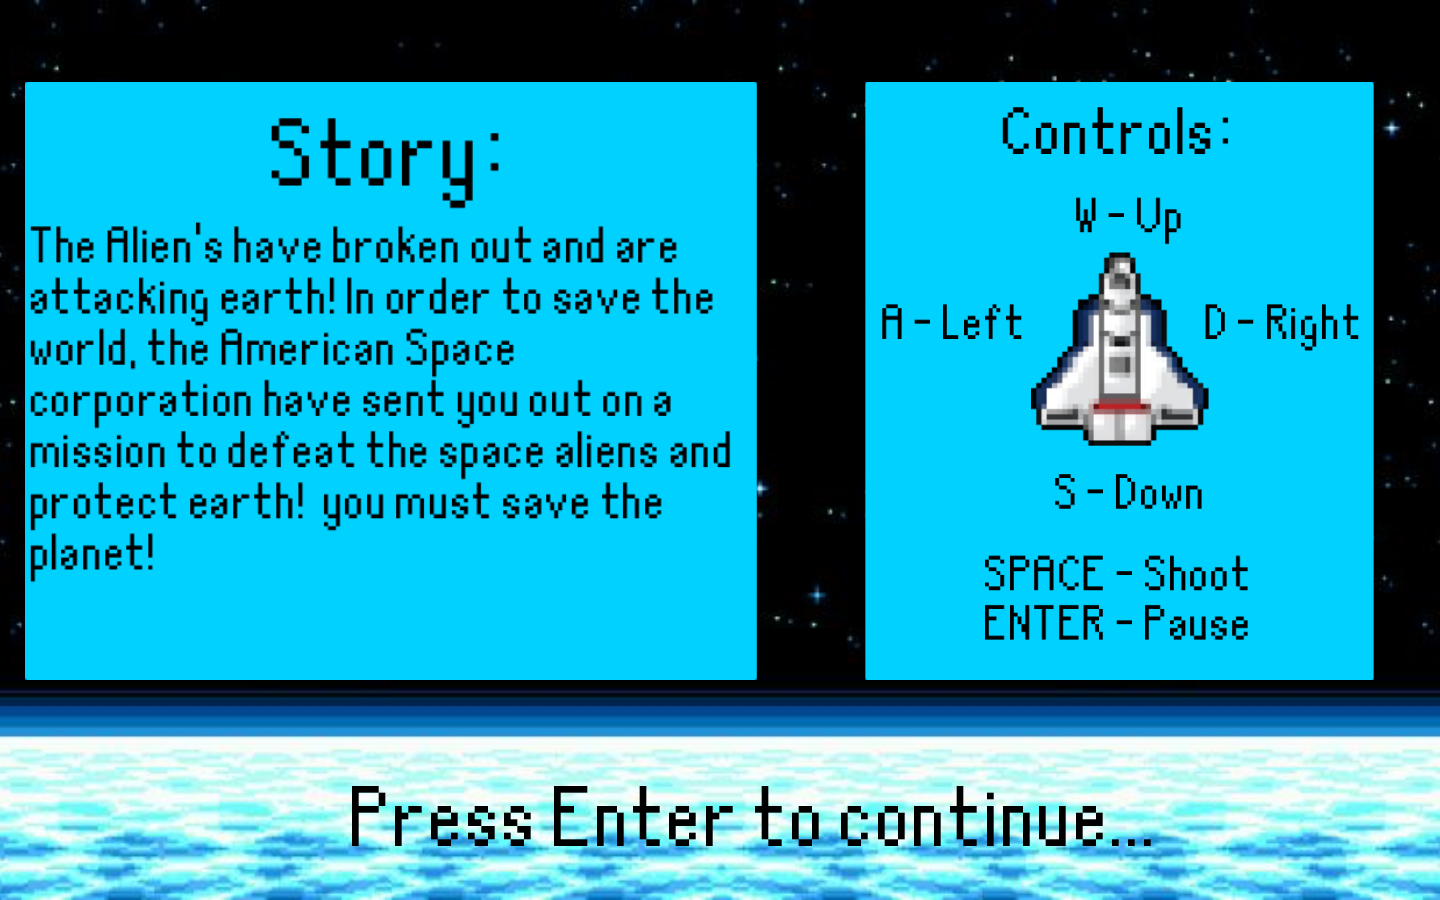 Story:
The Alien's have broken out and are
attacking earth! In order to save the
world, the American Space
corporation have sent you out on a
mission to defeat the space aliens and
protect earth! you must save the
planet!
Controls:
W - Up
A - Left
D - Right
S - Down
SPACE - Shoot
ENTER - Pause
Press Enter to continue...